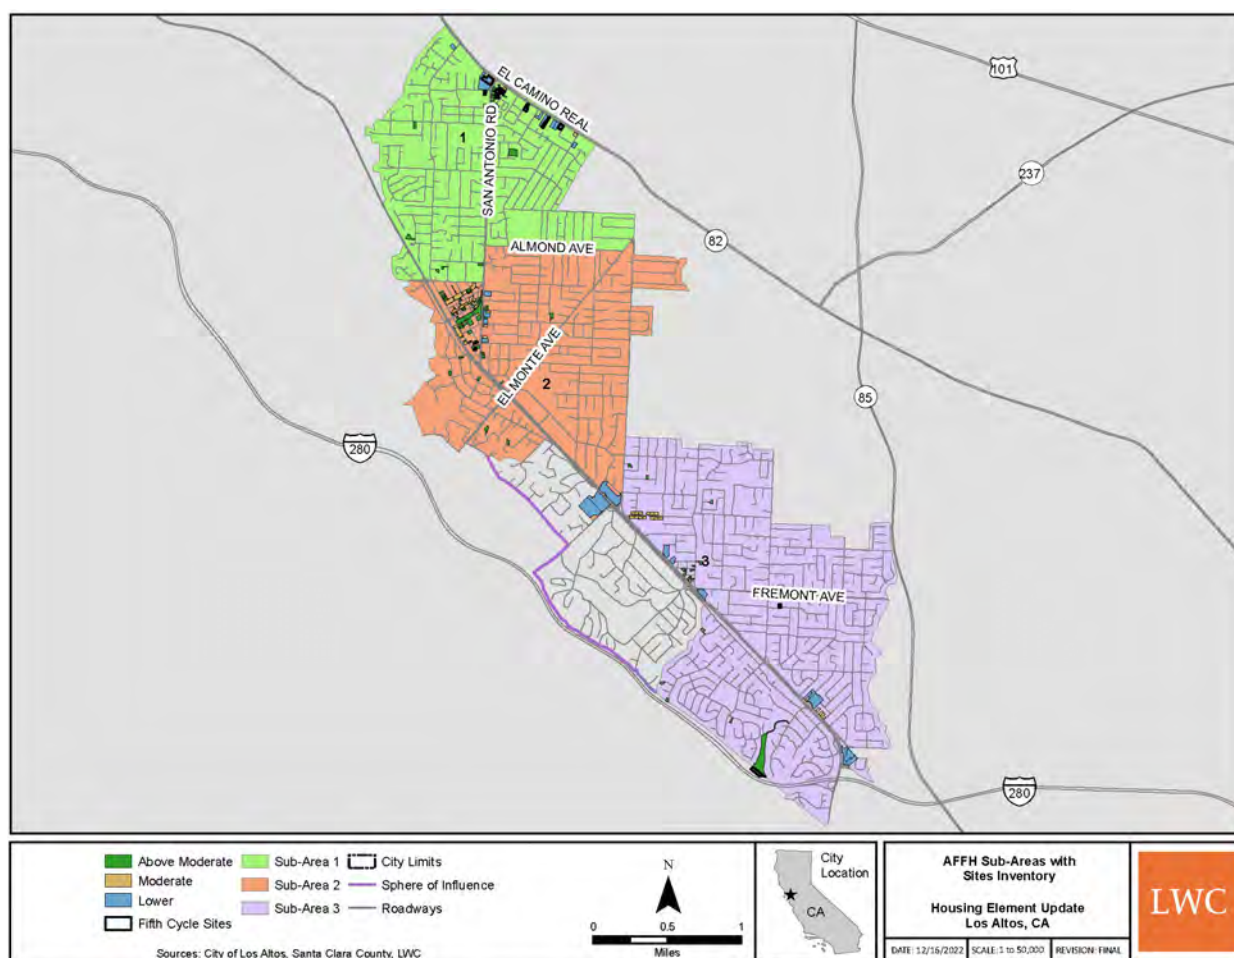 101
EL CAMINO REAL
SAN ANTONIO RD
1
237
82
ALMOND AVE
EL MONTE AVE
2
85
280
3
FREMONT AVE
280
Above Moderate
Moderate
Lower
Fifth Cycle Sites
Sub-Area 1
Sub-Area 2
Sub-Area 3
City Limits
Sphere of Influence
Roadways
Sources: City of Los Altos, Santa Clara County, LWC
N
0 0.5 1
Miles
City
Location
CA
AFFH Sub-Areas with
Sites Inventory
Housing Element Update
Los Altos, CA
DATE: 12/16/2022 SCALE: 1 to 50,000 REVISION: FINAL
LWC